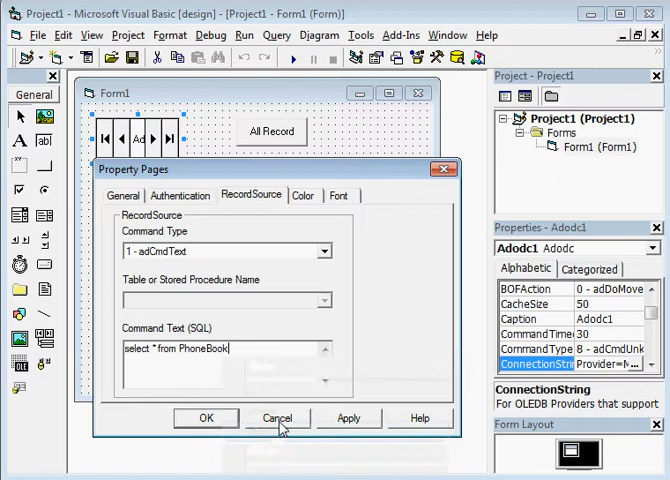 Project1 - Microsoft Visual Basic [design] - [Project1 - Form1 (Form)]
File Edit View Project Format Debug Run Query Diagram Tools Add-Ins Window Help
General
Form1
Ad
All Record
Property Pages
General Authentication RecordSource Color Font
RecordSource
Command Type
1 - adCmdText
Table or Stored Procedure Name
Command Text (SQL)
select * from PhoneBook
OK Cancel Apply Help
Project - Project1
Project1 (Project1)
Forms
Form1 (Form1)
Properties - Adodc1
Adodc1 Adodc
Alphabetic Categorized
BOFAction 0 - adDoMove
CacheSize 50
Caption Adodc1
CommandTimeo 30
CommandType 8 - adCmdUnk
ConnectionStrin Provider=M ...
ConnectionString
For OLEDB Providers that support
Form Layout